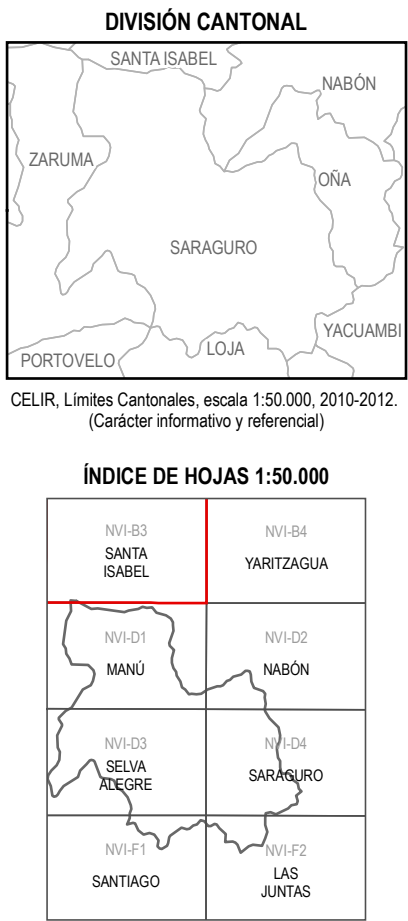 DIVISIÓN CANTONAL
SANTA ISABEL
NABÓN
ZARUMA
OÑA
SARAGURO
YACUAMBI
LOJA
PORTOVELO
CELIR, Límites Cantonales, escala 1:50.000, 2010-2012.
(Carácter informativo y referencial)
ÍNDICE DE HOJAS 1:50.000
NVI-B3
SANTA
ISABEL
NVI-B4
YARITZAGUA
NVI-D1
MANÚ
NVI-D2
NABÓN
NVI-D3
SELVA
ALEGRE
NVI-D4
SARAGURO
NVI-F1
SANTIAGO
NVI-F2
LAS
JUNTAS